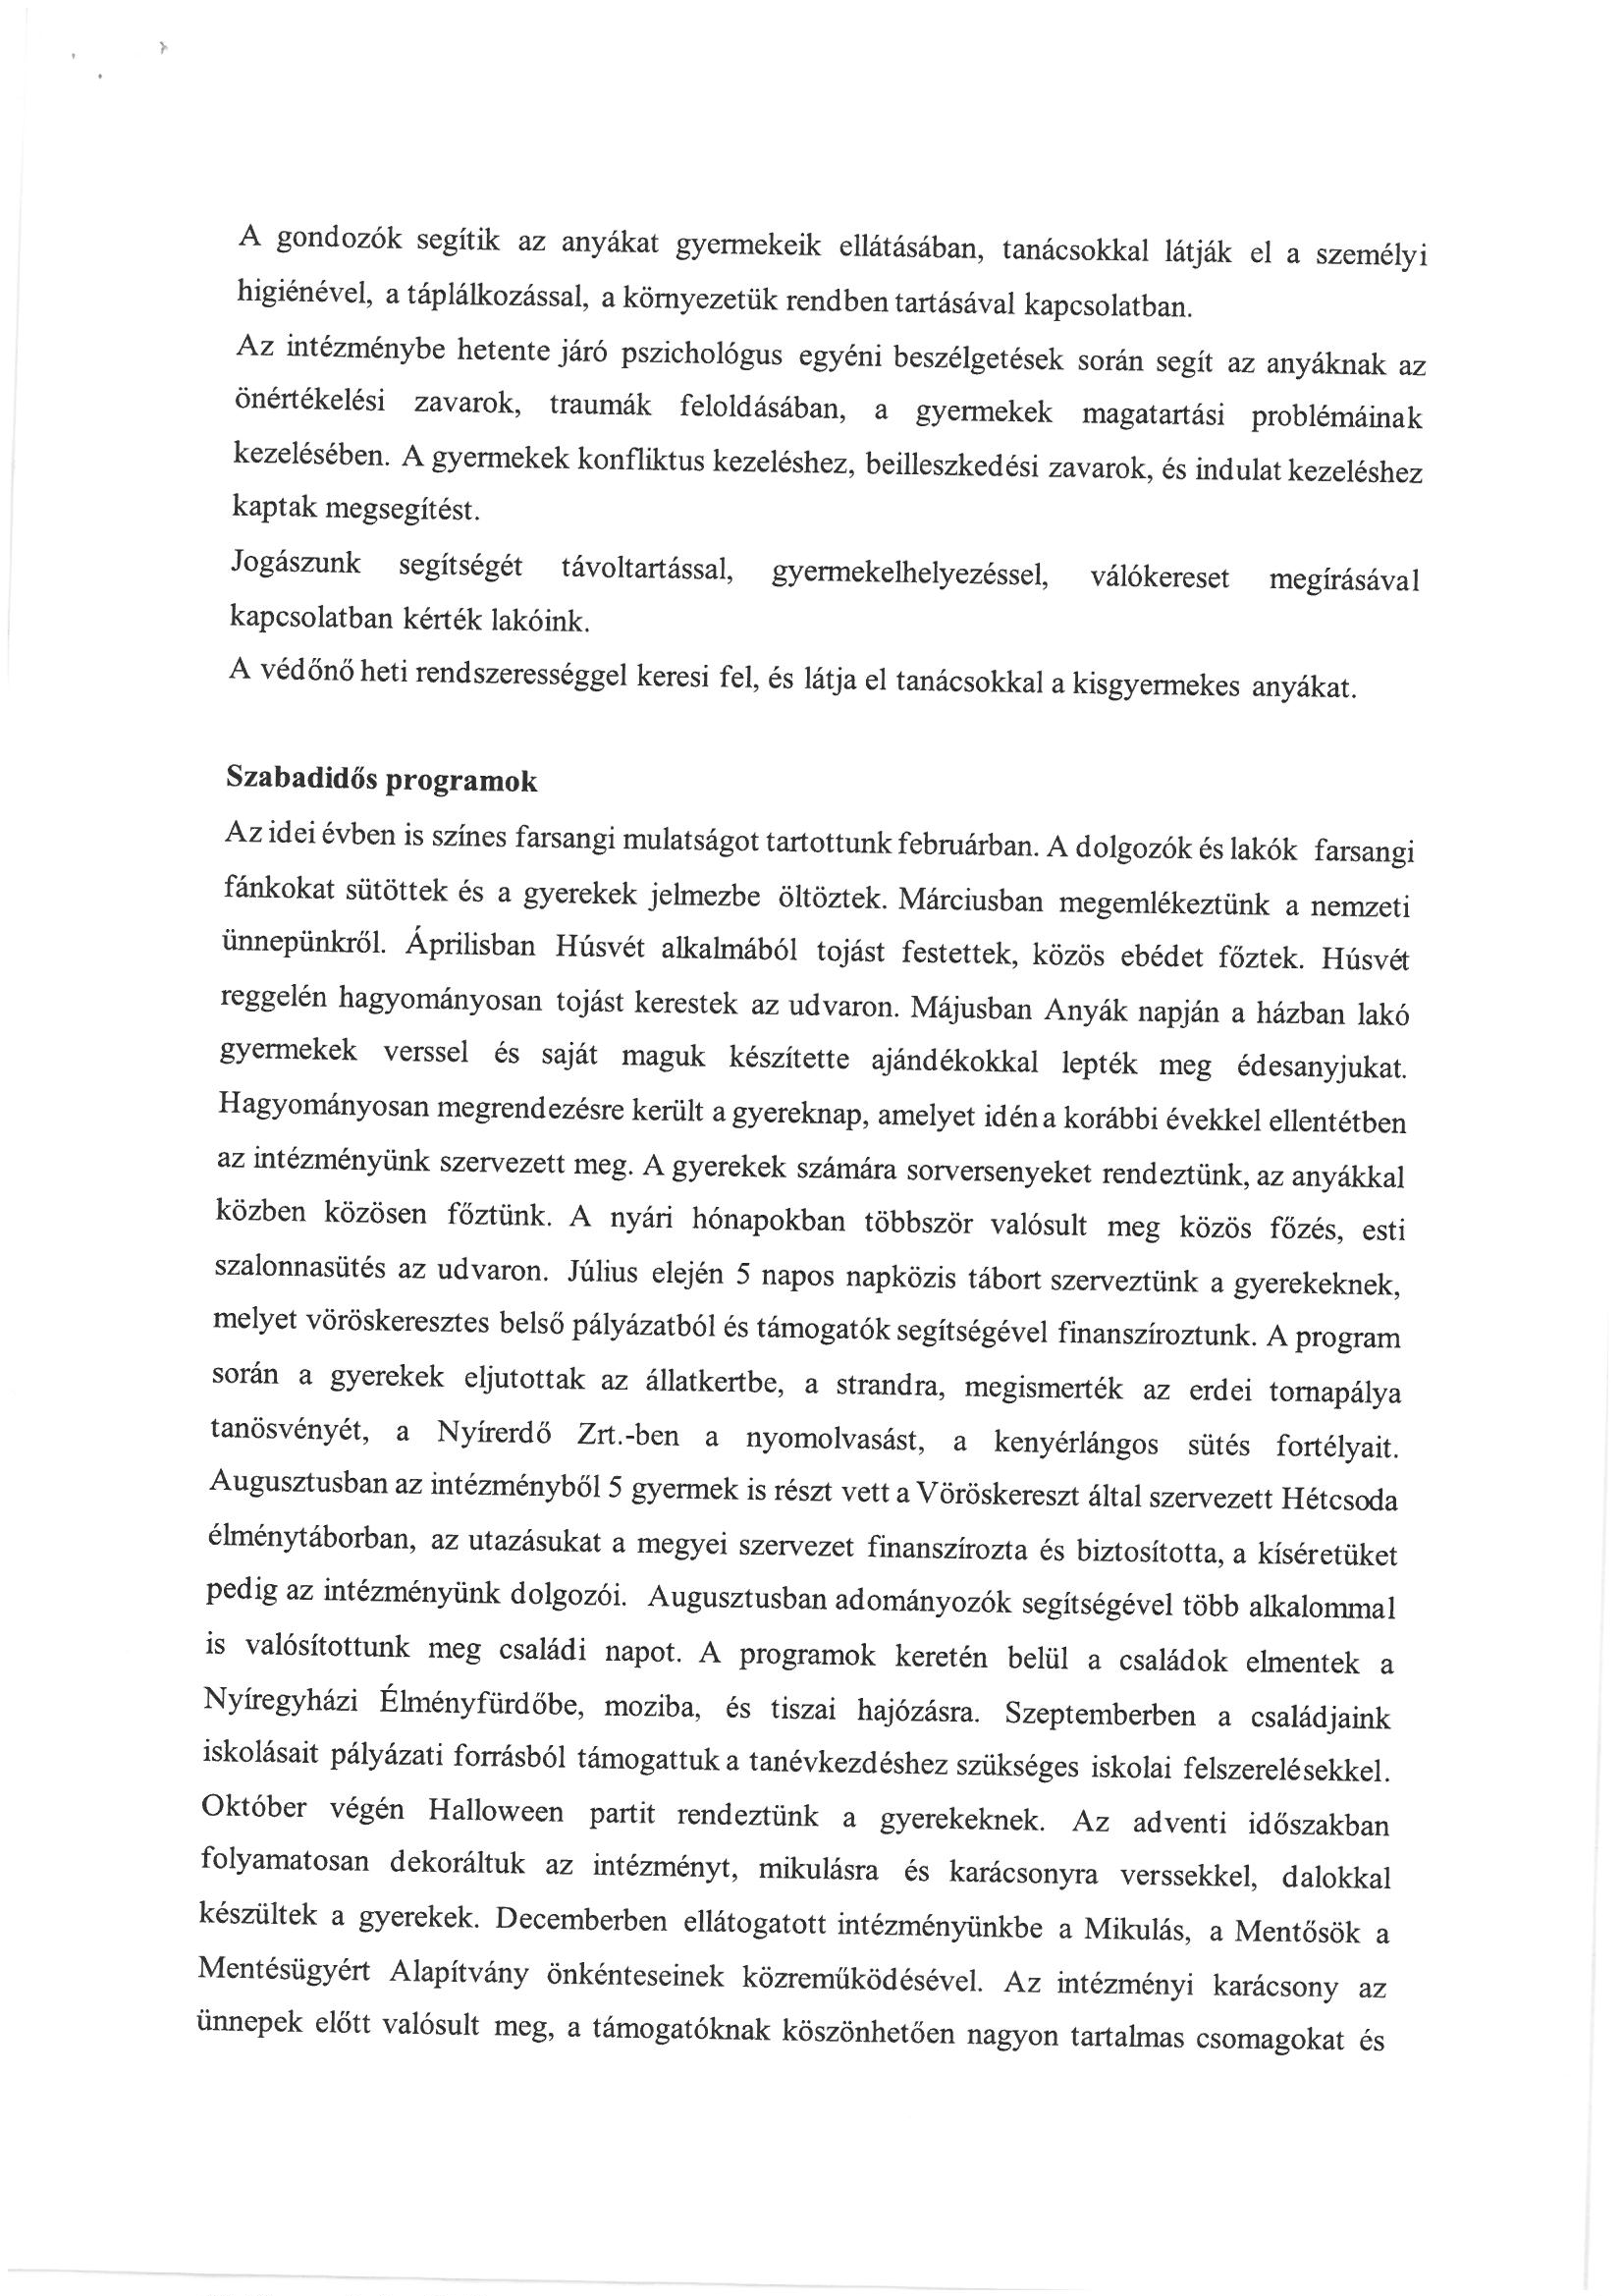 A gondozók segítik az anyákat gyermekeik ellátásában, tanácsokkal látják el a személyi
higiénével, a táplálkozással, a környezetük rendben tartásával kapcsolatban.
Az intézménybe hetente járó pszichológus egyéni beszélgetések során segít az anyáknak az
önértékelési zavarok, traumák feloldásában, a gyermekek magatartási problémáinak
kezelésében. A gyermekek konfliktus kezeléshez, beilleszkedési zavarok, és indulat kezeléshez
kaptak megsegítést.
Jogászunk segítségét távoltartással, gyermekelhelyezéssel, válókereset megírásával
kapcsolatban kérték lakóink.
A védőnő heti rendszerességgel keresi fel, és látja el tanácsokkal a kisgyermekes anyákat.
Szabadidős programok
Az idei évben is színes farsangi mulatságot tartottunk februárban. A dolgozók és lakók farsangi
fánkokat sütöttek és a gyerekek jelmezbe öltöztek. Márciusban megemlékeztünk a nemzeti
ünnepünkről. Áprilisban Húsvét alkalmából tojást festettek, közös ebédet főztek. Húsvét
reggelén hagyományosan tojást kerestek az udvaron. Májusban Anyák napján a házban lakó
gyermekek verssel és saját maguk készítette ajándékokkal lepték meg édesanyjukat.
Hagyományosan megrendezésre került a gyereknap, amelyet idén a korábbi évekkel ellentétben
az intézményünk szervezett meg. A gyerekek számára sorversenyeket rendeztünk, az anyákkal
közben közösen főztünk. A nyári hónapokban többször valósult meg közös főzés, esti
szalonnasütés az udvaron. Július elején 5 napos napközis tábort szerveztünk a gyerekeknek,
melyet vöröskeresztes belső pályázatból és támogatók segítségével finanszíroztunk. A program
során a gyerekek eljutottak az állatkertbe, a strandra, megismerték az erdei tornapálya
tanösvényét, a Nyírerdő Zrt.-ben a nyomolvasást, a kenyérlángos sütés fortélyait.
Augusztusban az intézményből 5 gyermek is részt vett a Vöröskereszt által szervezett Hétcsoda
élménytáborban, az utazásukat a megyei szervezet finanszírozta és biztosította, a kíséretüket
pedig az intézményünk dolgozói. Augusztusban adományozók segítségével több alkalommal
is valósítottunk meg családi napot. A programok keretén belül a családok elmentek a
Nyíregyházi Élményfürdőbe, moziba, és tiszai hajózásra. Szeptemberben a családjaink
iskolásait pályázati forrásból támogattuk a tanévkezdéshez szükséges iskolai felszerelésekkel.
Október végén Halloween partit rendeztünk a gyerekeknek. Az adventi időszakban
folyamatosan dekoráltuk az intézményt, mikulásra és karácsonyra verssekkel, dalokkal
készültek a gyerekek. Decemberben ellátogatott intézményünkbe a Mikulás, a Mentősök a
Mentésügyért Alapítvány önkénteseinek közreműködésével. Az intézményi karácsony az
ünnepek előtt valósult meg, a támogatóknak köszönhetően nagyon tartalmas csomagokat és